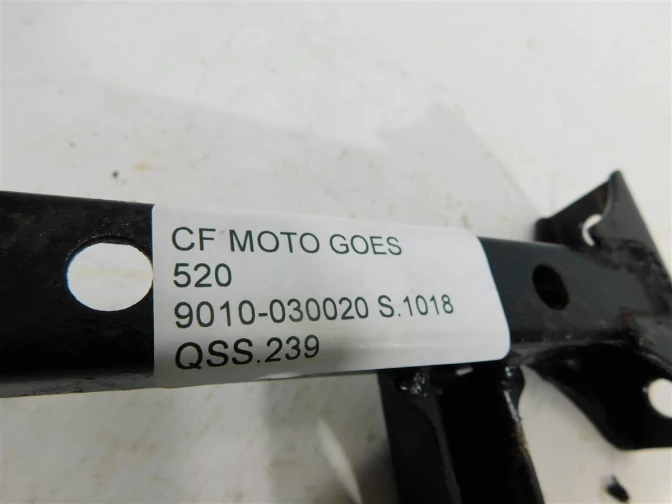 CF MOTO GOES
520
9010-030020 S.1018
QSS.239